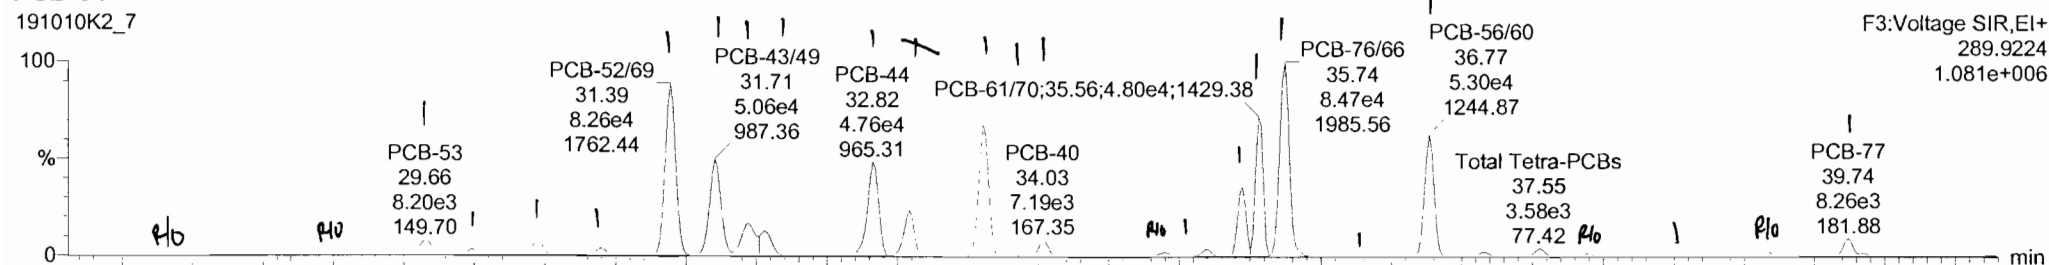 191010K2_7
F3:Voltage SIR,EI+
289.9224
1.081e+006
100
%
0
PCB-53
29.66
8.20e3
149.70
PCB-52/69
31.39
8.26e4
1762.44
PCB-43/49
31.71
5.06e4
987.36
PCB-44
32.82
4.76e4
965.31
PCB-61/70;35.56;4.80e4;1429.38
PCB-40
34.03
7.19e3
167.35
PCB-76/66
35.74
8.47e4
1985.56
PCB-56/60
36.77
5.30e4
1244.87
Total Tetra-PCBs
37.55
3.58e3
77.42
PCB-77
39.74
8.26e3
181.88
min